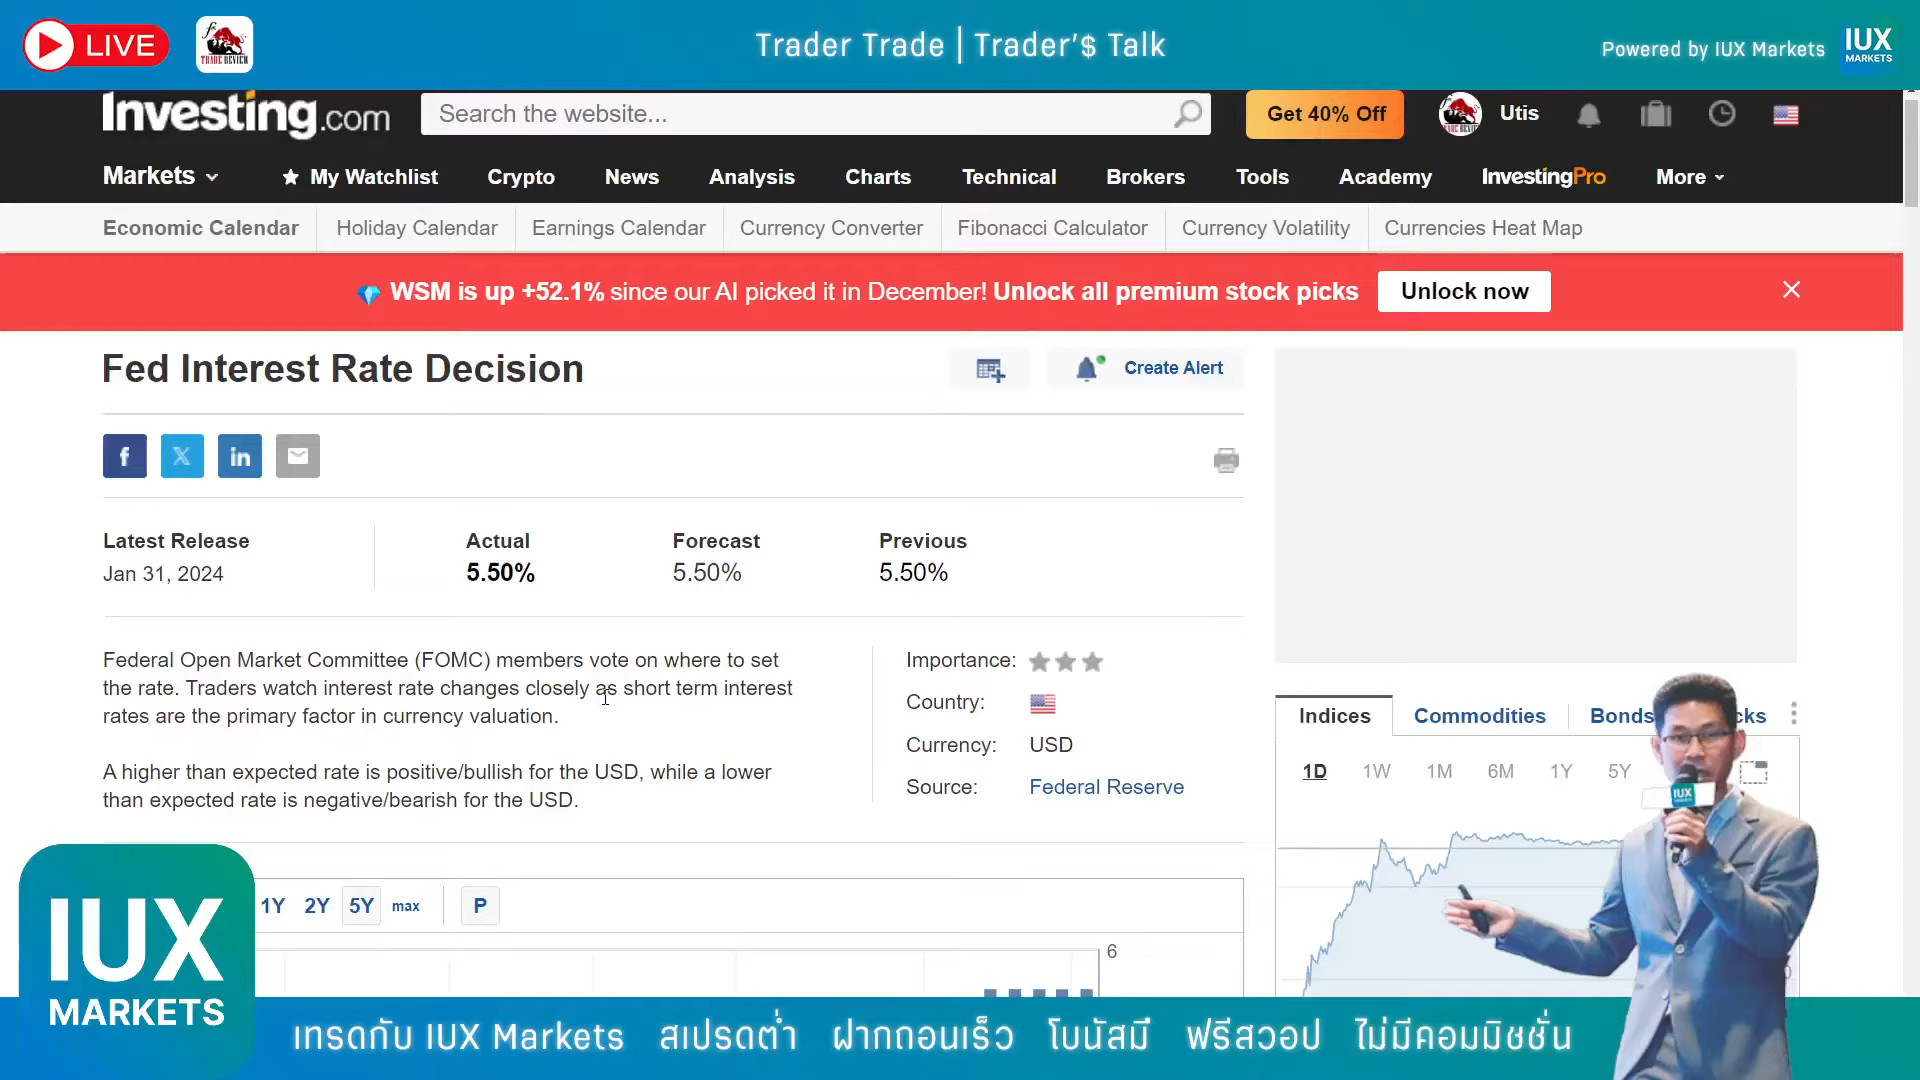 LIVE
TRADE REVIEW
Trader Trade | Trader'$ Talk
Powered by IUX Markets
IUX
MARKETS
Investing.com
Search the website...
Get 40% Off
Utis
Markets
My Watchlist
Crypto
News
Analysis
Charts
Technical
Brokers
Tools
Academy
InvestingPro
More
Economic Calendar
Holiday Calendar
Earnings Calendar
Currency Converter
Fibonacci Calculator
Currency Volatility
Currencies Heat Map
WSM is up +52.1% since our AI picked it in December! Unlock all premium stock picks
Unlock now
Fed Interest Rate Decision
Create Alert
Latest Release
Actual
Forecast
Previous
Jan 31, 2024
5.50%
5.50%
5.50%
Federal Open Market Committee (FOMC) members vote on where to set
the rate. Traders watch interest rate changes closely as short term interest
rates are the primary factor in currency valuation.
A higher than expected rate is positive/bullish for the USD, while a lower
than expected rate is negative/bearish for the USD.
Importance:
Country:
Currency: USD
Source: Federal Reserve
Indices
Commodities
Bonds
cks
1D
1W
1M
6M
1Y
5Y
IUX
1Y
2Y
5Y
max
P
6
IUX
MARKETS
เทรดกับ IUX Markets สเปรดต่ำ ฝากถอนเร็ว โบนัสมี ฟรีสวอป ไม่มีคอมมิชชั่น